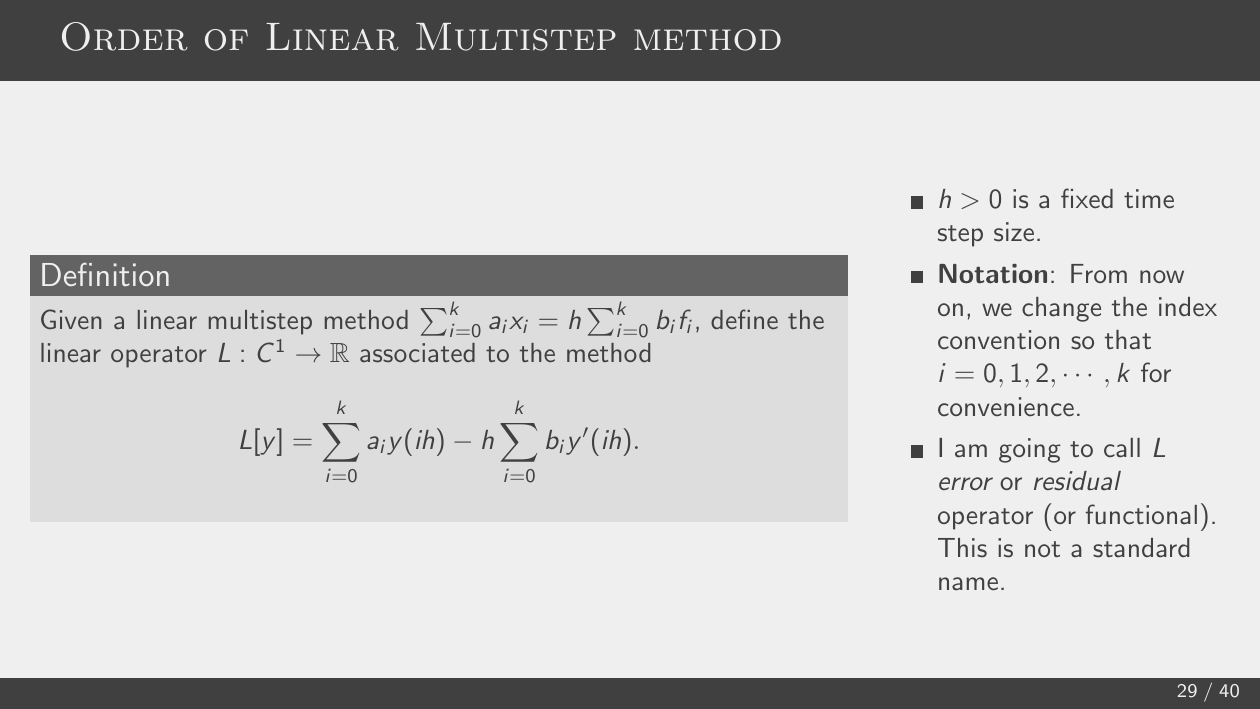 Order of Linear Multistep method
Definition
Given a linear multistep method $\sum_{i=0}^{k} a_i x_i = h \sum_{i=0}^{k} b_i f_i$, define the
linear operator $L : C^1 \to \mathbb{R}$ associated to the method
$L[y] = \sum_{i=0}^{k} a_i y(ih) - h \sum_{i=0}^{k} b_i y'(ih).$
■ $h > 0$ is a fixed time
step size.
■ Notation: From now
on, we change the index
convention so that
$i = 0, 1, 2, \cdots, k$ for
convenience.
■ I am going to call $L$
error or residual
operator (or functional).
This is not a standard
name.
29 / 40